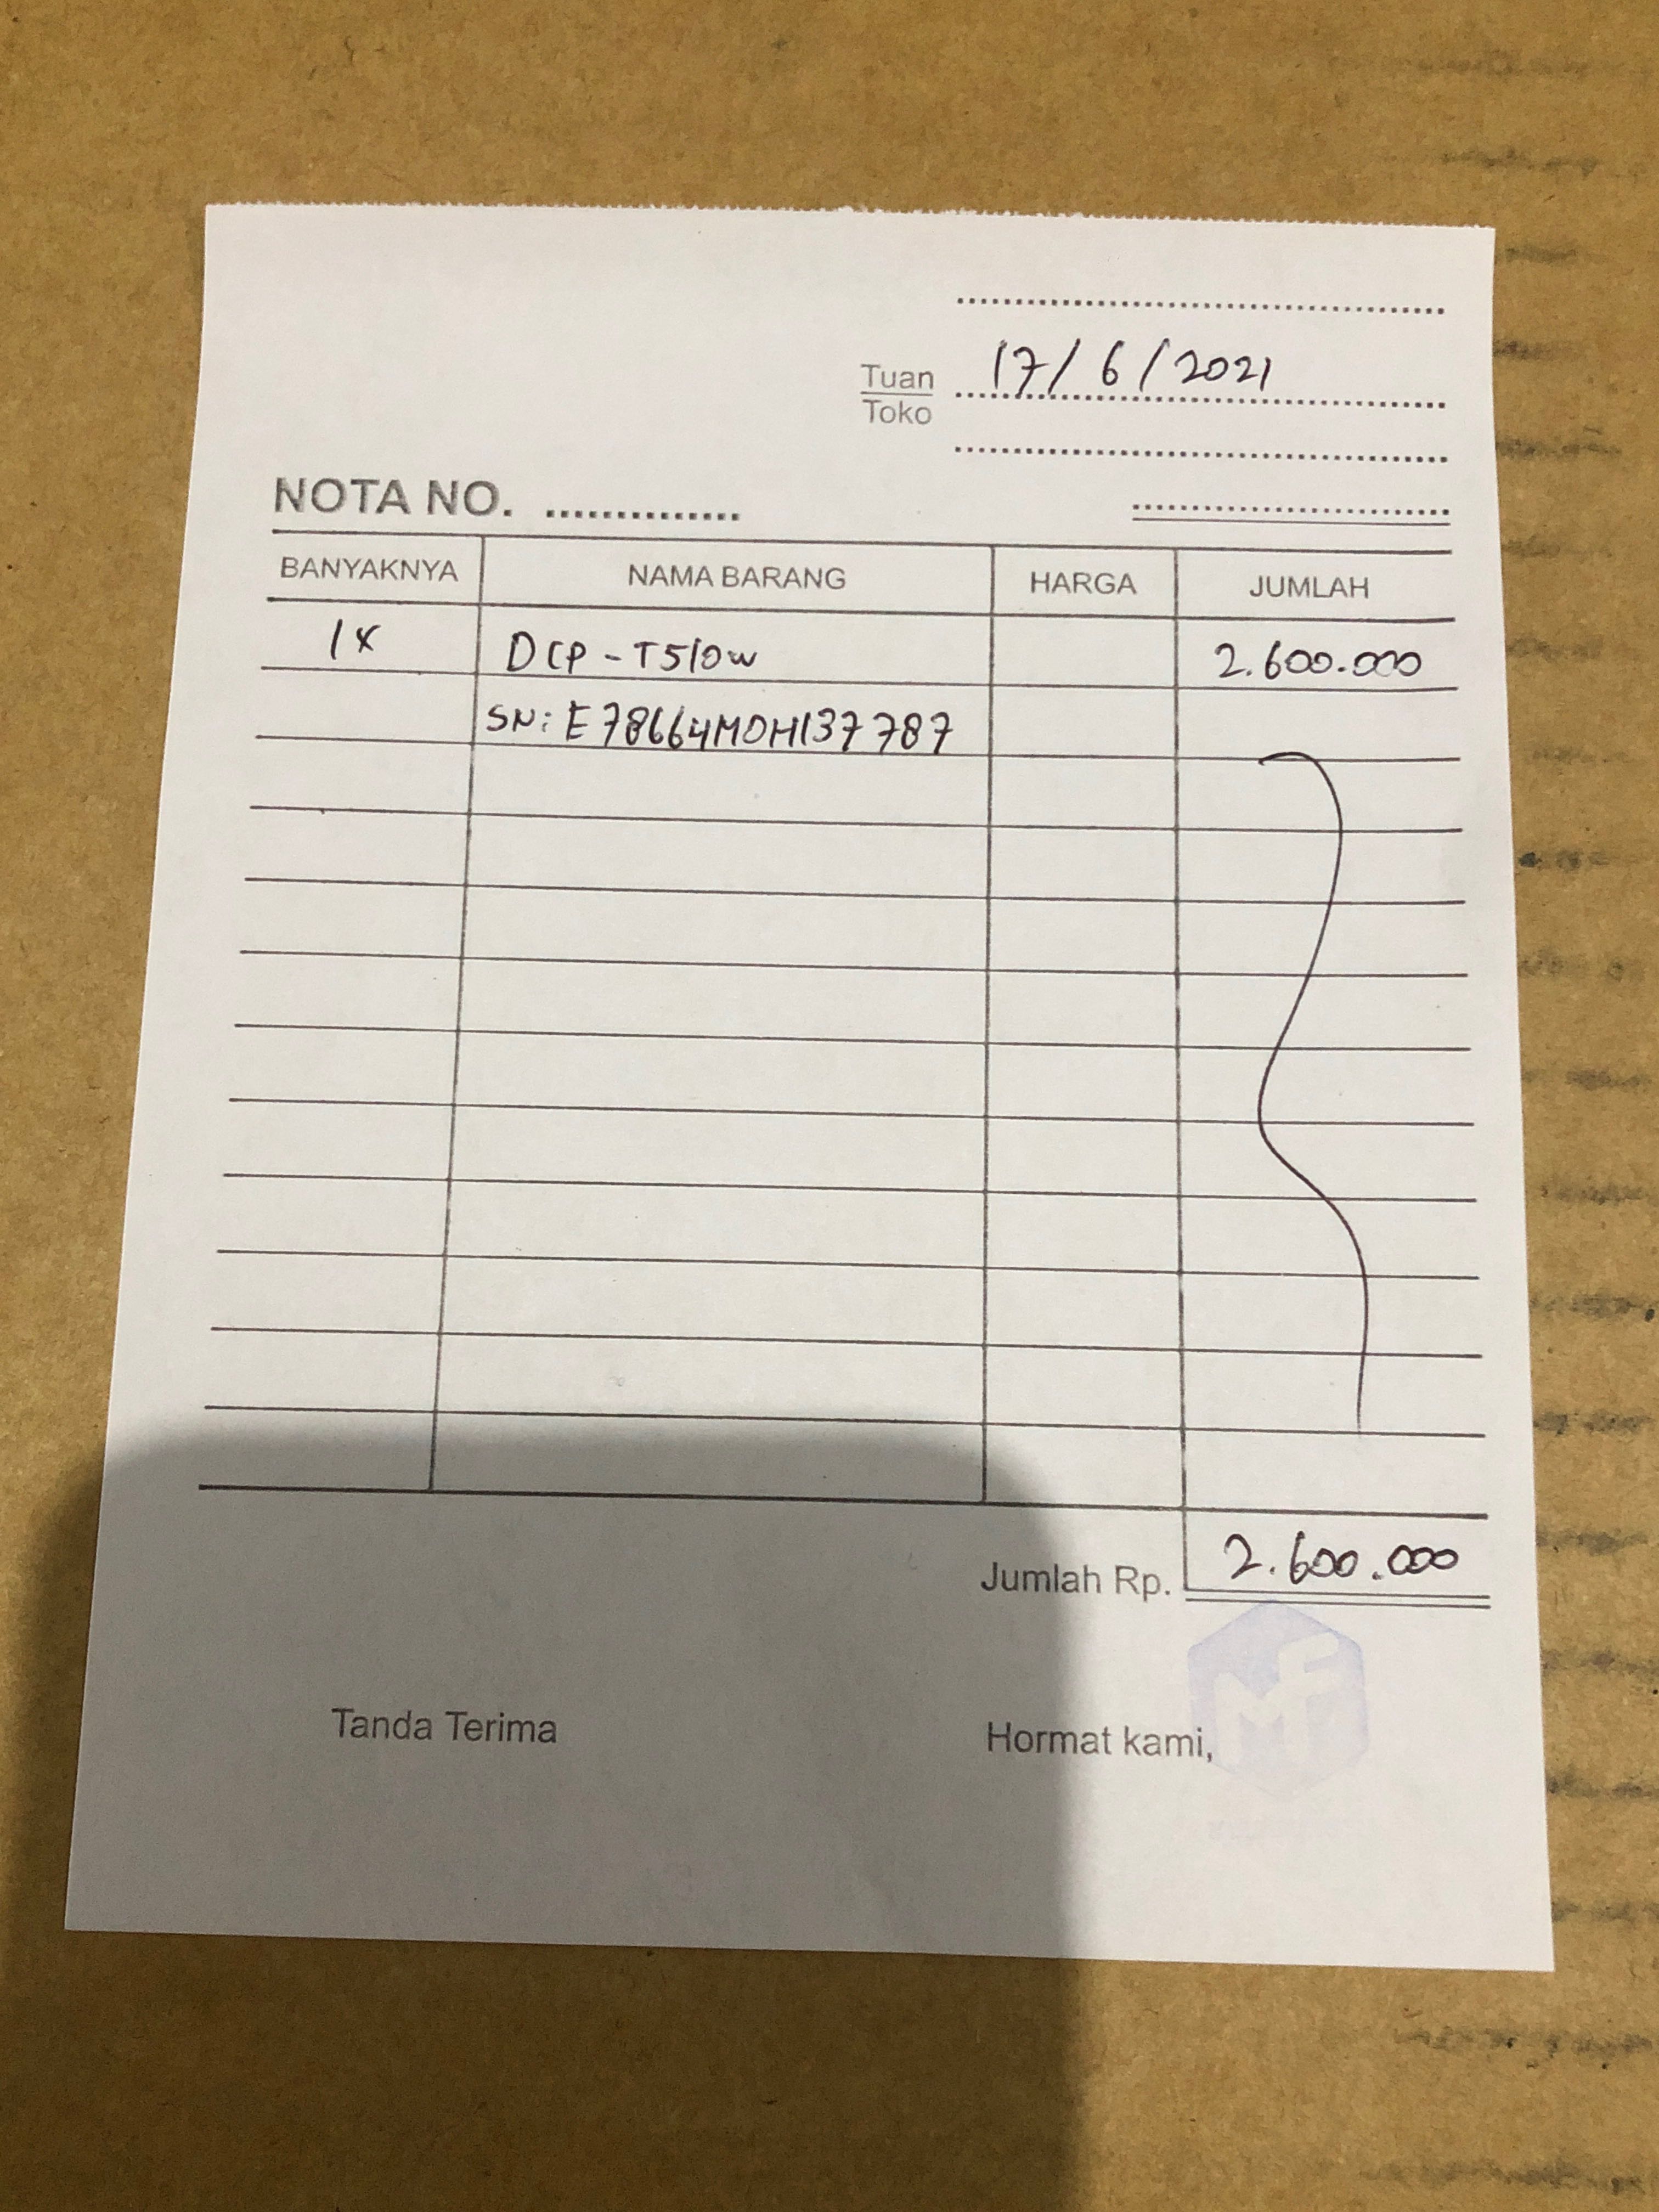 17/6/2021
Tuan
Toko
NOTA NO.
BANYAKNYA NAMA BARANG HARGA JUMLAH
1x DCP-T510w 2.600.000
SN: E78664M0H137787
Jumlah Rp. 2.600.000
MF
Tanda Terima Hormat kami,